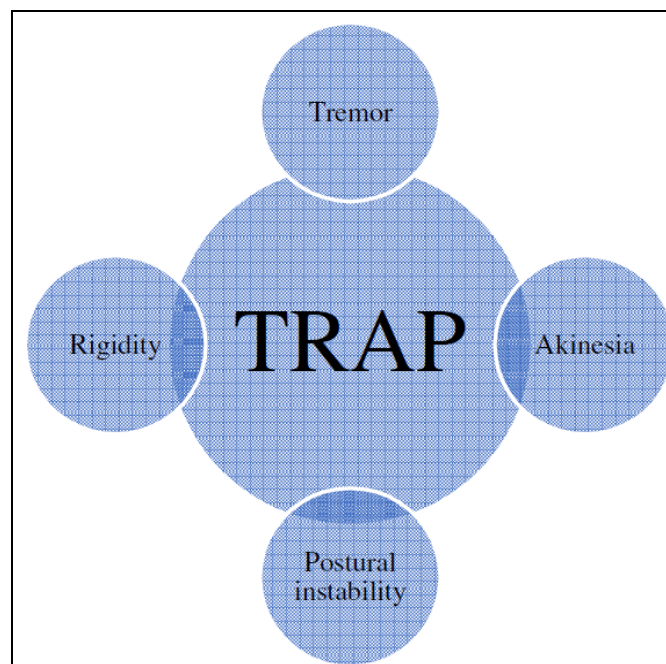 Tremor
Rigidity
TRAP
Akinesia
Postural
instability